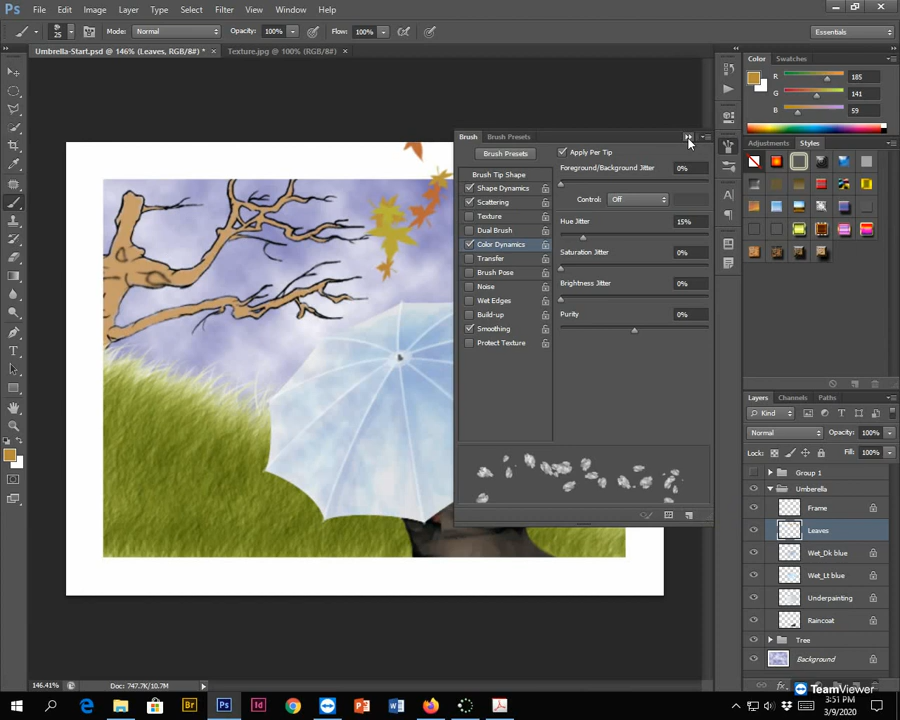 Ps File Edit Image Layer Type Select Filter View Window Help
25 Mode: Normal Opacity: 100% Flow: 100% Essentials
Umbrella-Start.psd @ 146% (Leaves, RGB/8#) * × Texture.jpg @ 100% (RGB/8#) ×
Color Swatches
R 185
G 141
B 59
Brush Brush Presets
Brush Presets
Brush Tip Shape
Shape Dynamics
Scattering
Texture
Dual Brush
Color Dynamics
Transfer
Brush Pose
Noise
Wet Edges
Build-up
Smoothing
Protect Texture
Apply Per Tip
Foreground/Background Jitter 0%
Control: Off
Hue Jitter 15%
Saturation Jitter 0%
Brightness Jitter 0%
Purity 0%
Adjustments Styles
Layers Channels Paths
Kind
Normal Opacity: 100%
Lock: Fill: 100%
Group 1
Umberella
Frame
Leaves
Wet_Dk blue
Wet_Lt blue
Underpainting
Raincoat
Tree
Background
fx
146.41% Doc: 747.7K/10.7M
TeamViewer
Br Ps Id
3:51 PM
3/9/2020